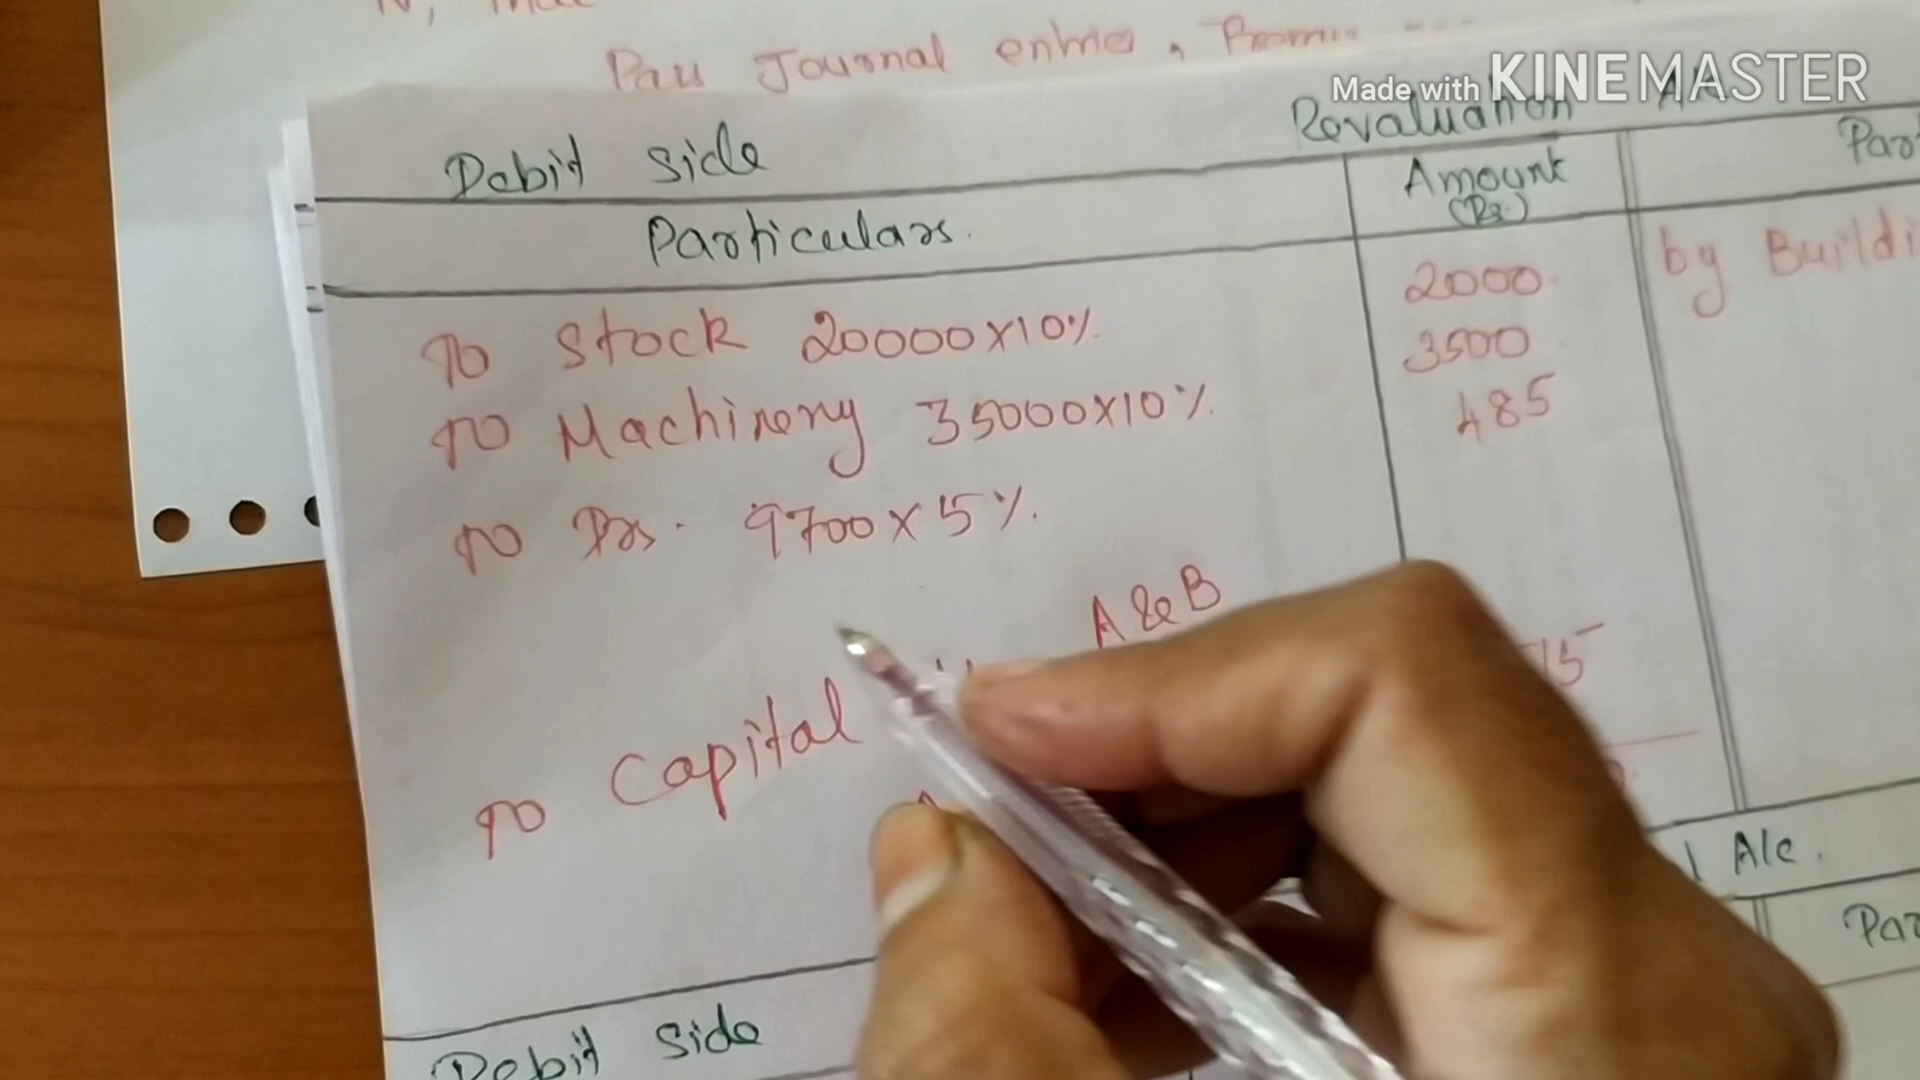 Pass Journal entries,
Made with KINEMASTER
Debit side Revaluation A/c
Particulars. Amount (Rs.)
by Buildi
To Stock 20000x10%. 2000
To Machinery 35000x10%. 3500
To Drs. 9700x5%. 485
A & B
15
To Capital
A/c.
Debit Side